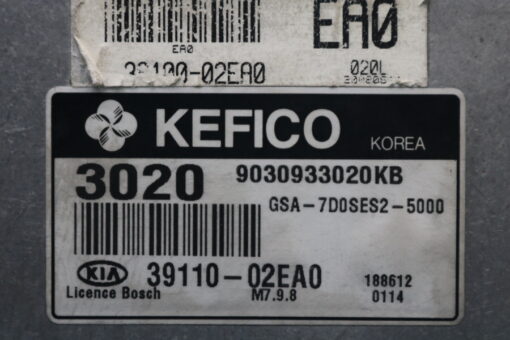 EA0
EA0
39100-02EA0
020L
KEFICO
KOREA
3020
9030933020KB
GSA-7D0SES2-5000
KIA
39110-02EA0
188612
Licence Bosch
M7.9.8
0114